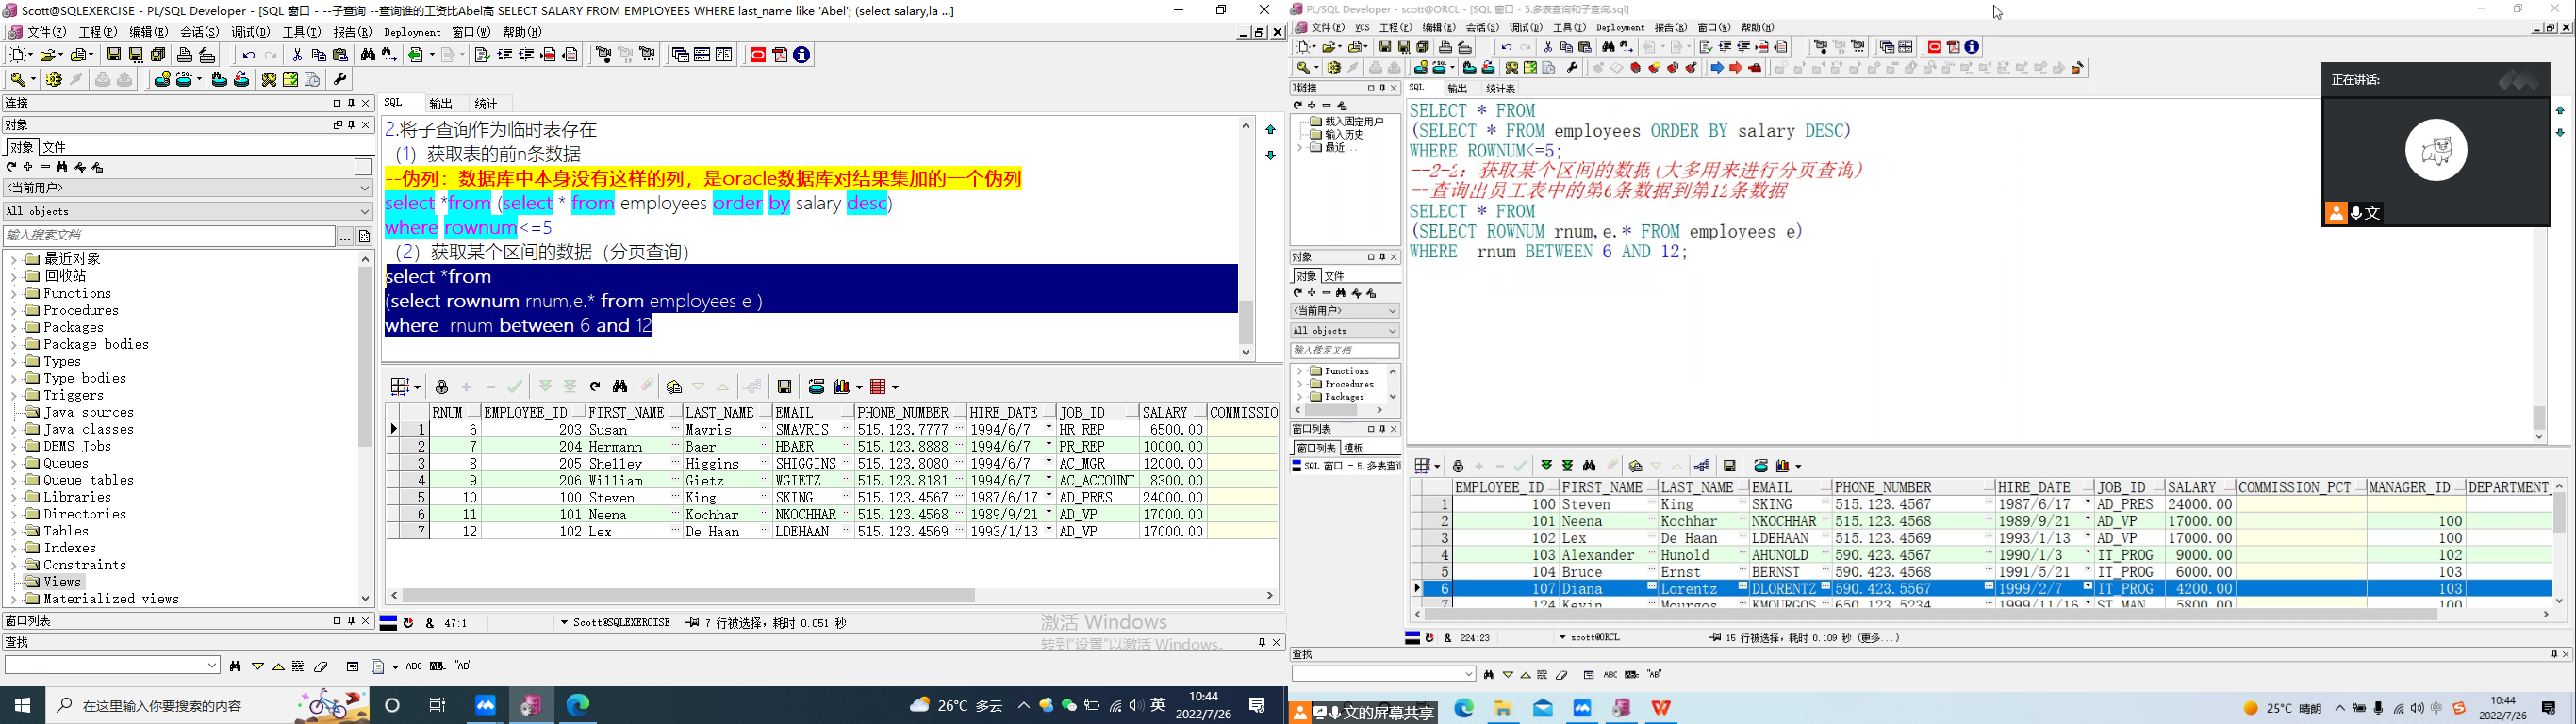 Scott@SQLEXERCISE - PL/SQL Developer - [SQL 窗口 - --子查询 --查询谁的工资比Abel高 SELECT SALARY FROM EMPLOYEES WHERE last_name like 'Abel'; (select salary,la ...]
文件(F) 工程(P) 编辑(E) 会话(S) 调试(D) 工具(T) 报告(R) Deployment 窗口(W) 帮助(H)
连接
对象
对象 文件
<当前用户>
All objects
输入搜索文档
最近对象
回收站
Functions
Procedures
Packages
Package bodies
Types
Type bodies
Triggers
Java sources
Java classes
DBMS_Jobs
Queues
Queue tables
Libraries
Directories
Tables
Indexes
Constraints
Views
Materialized views
窗口列表
查找
SQL 输出 统计
2.将子查询作为临时表存在
（1）获取表的前n条数据
--伪列：数据库中本身没有这样的列，是oracle数据库对结果集加的一个伪列
select *from (select * from employees order by salary desc)
where rownum<=5
（2）获取某个区间的数据（分页查询）
select *from
(select rownum rnum,e.* from employees e )
where rnum between 6 and 12
RNUM EMPLOYEE_ID FIRST_NAME LAST_NAME EMAIL PHONE_NUMBER HIRE_DATE JOB_ID SALARY COMMISSIO
1 6 203 Susan Mavris SMAVRIS 515.123.7777 1994/6/7 HR_REP 6500.00
2 7 204 Hermann Baer HBAER 515.123.8888 1994/6/7 PR_REP 10000.00
3 8 205 Shelley Higgins SHIGGINS 515.123.8080 1994/6/7 AC_MGR 12000.00
4 9 206 William Gietz WGIETZ 515.123.8181 1994/6/7 AC_ACCOUNT 8300.00
5 10 100 Steven King SKING 515.123.4567 1987/6/17 AD_PRES 24000.00
6 11 101 Neena Kochhar NKOCHHAR 515.123.4568 1989/9/21 AD_VP 17000.00
7 12 102 Lex De Haan LDEHAAN 515.123.4569 1993/1/13 AD_VP 17000.00
& 47:1 Scott@SQLEXERCISE 7 行被选择，耗时 0.051 秒
激活 Windows
转到"设置"以激活 Windows。
ABC "AB"
在这里输入你要搜索的内容
26°C 多云 英 10:44
2022/7/26
PL/SQL Developer - scott@ORCL - [SQL 窗口 - 5.多表查询和子查询.sql]
文件(F) VCS 工程(P) 编辑(E) 会话(S) 调试(D) 工具(T) Deployment 报告(R) 窗口(W) 帮助(H)
1链接
载入固定用户
输入历史
最近...
对象
对象 文件
<当前用户>
All objects
输入搜索文档
Functions
Procedures
Packages
窗口列表
窗口列表 模板
SQL 窗口 - 5.多表查询
SQL 输出 统计表
SELECT * FROM
(SELECT * FROM employees ORDER BY salary DESC)
WHERE ROWNUM<=5;
--2-2：获取某个区间的数据(大多用来进行分页查询)
--查询出员工表中的第6条数据到第12条数据
SELECT * FROM
(SELECT ROWNUM rnum,e.* FROM employees e)
WHERE rnum BETWEEN 6 AND 12;
正在讲话:
文
EMPLOYEE_ID FIRST_NAME LAST_NAME EMAIL PHONE_NUMBER HIRE_DATE JOB_ID SALARY COMMISSION_PCT MANAGER_ID DEPARTMENT_
1 100 Steven King SKING 515.123.4567 1987/6/17 AD_PRES 24000.00
2 101 Neena Kochhar NKOCHHAR 515.123.4568 1989/9/21 AD_VP 17000.00 100
3 102 Lex De Haan LDEHAAN 515.123.4569 1993/1/13 AD_VP 17000.00 100
4 103 Alexander Hunold AHUNOLD 590.423.4567 1990/1/3 IT_PROG 9000.00 102
5 104 Bruce Ernst BERNST 590.423.4568 1991/5/21 IT_PROG 6000.00 103
6 107 Diana Lorentz DLORENTZ 590.423.5567 1999/2/7 IT_PROG 4200.00 103
7 124 Kevin Mourgos KMOURGOS 650.123.5234 1999/11/16 ST_MAN 5800.00 100
& 224:23 scott@ORCL 15 行被选择，耗时 0.109 秒 (更多...)
查找
ABC "AB"
文的屏幕共享
25°C 晴朗 中 10:44
2022/7/26